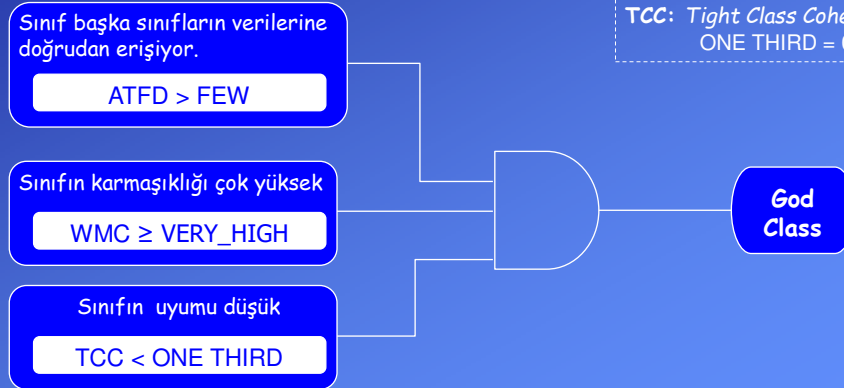 Sınıf başka sınıfların verilerine
doğrudan erişiyor.
ATFD > FEW
TCC: Tight Class
ONE THIRD =
Sınıfın karmaşıklığı çok yüksek
WMC ≥ VERY_HIGH
God
Class
Sınıfın uyumu düşük
TCC < ONE THIRD